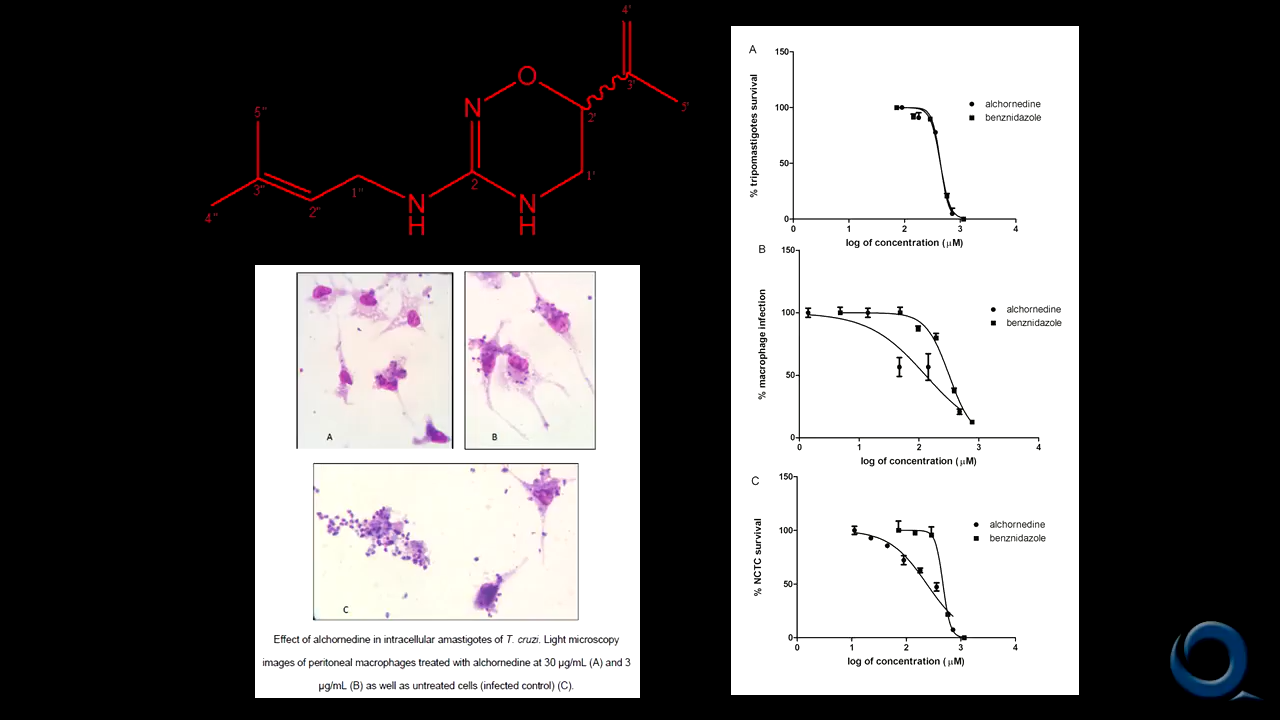 4'
O
3'
5'
N
2'
5"
1'
3"
1"
2
4"
2"
N
H
N
H
A
B
C
Effect of alchornedine in intracellular amastigotes of T. cruzi. Light microscopy
images of peritoneal macrophages treated with alchornedine at 30 µg/mL (A) and 3
µg/mL (B) as well as untreated cells (infected control) (C).
A
% tripomastigotes survival
150
100
50
0
0 1 2 3 4
log of concentration (µM)
alchornedine
benznidazole
B
% macrophage infection
150
100
50
0
0 1 2 3 4
log of concentration (µM)
alchornedine
benznidazole
C
% NCTC survival
150
100
50
0
0 1 2 3 4
log of concentration (µM)
alchornedine
benznidazole